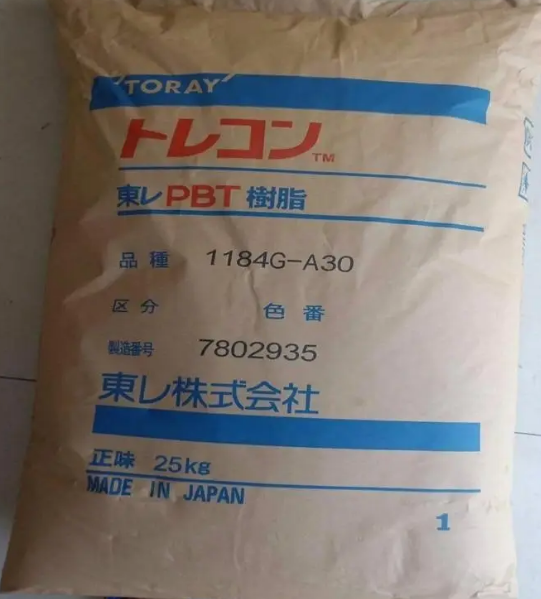 TORAY
トレコン™
東レPBT樹脂
品種 1184G-A30
区分 色番
製造番号 7802935
東レ株式会社
正味 25kg
MADE IN JAPAN
1